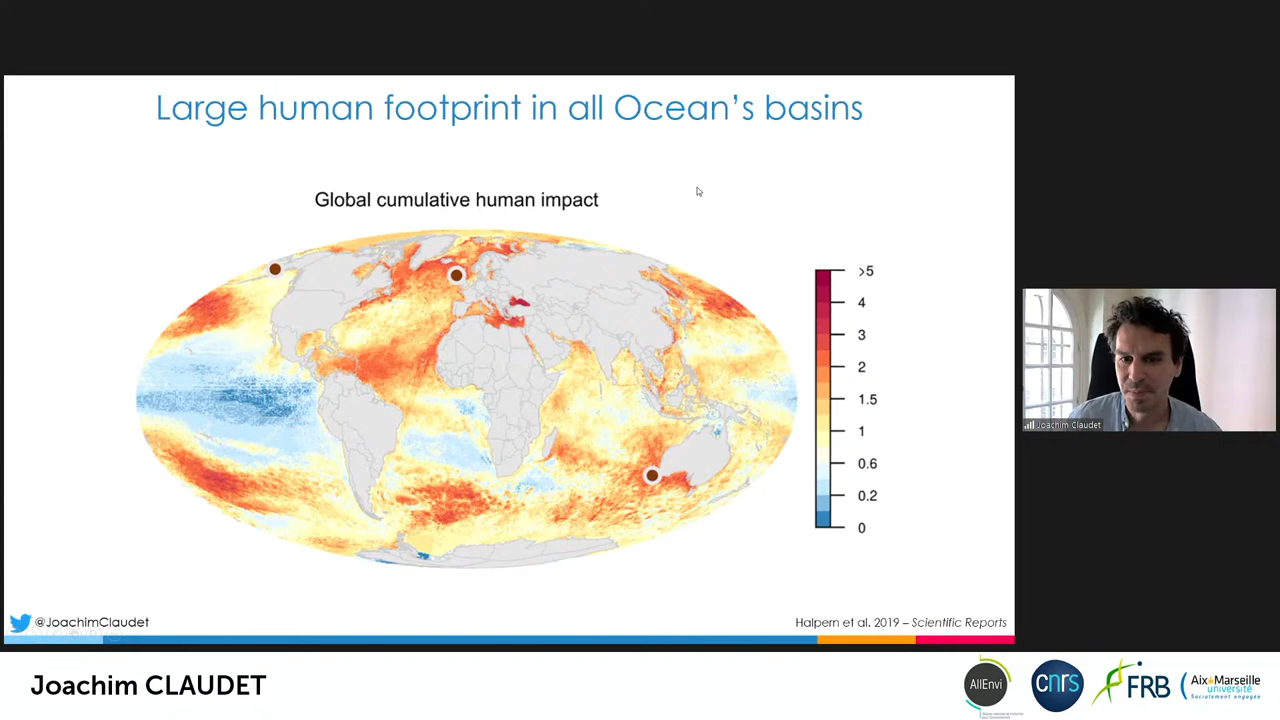 Large human footprint in all Ocean's basins
Global cumulative human impact
>5
4
3
2
1.5
1
0.6
0.2
0
Joachim Claudet
@JoachimClaudet
Halpern et al. 2019 – Scientific Reports
Joachim CLAUDET
AllEnvi
cnrs
FRB
Aix Marseille
université
Socialement engagée